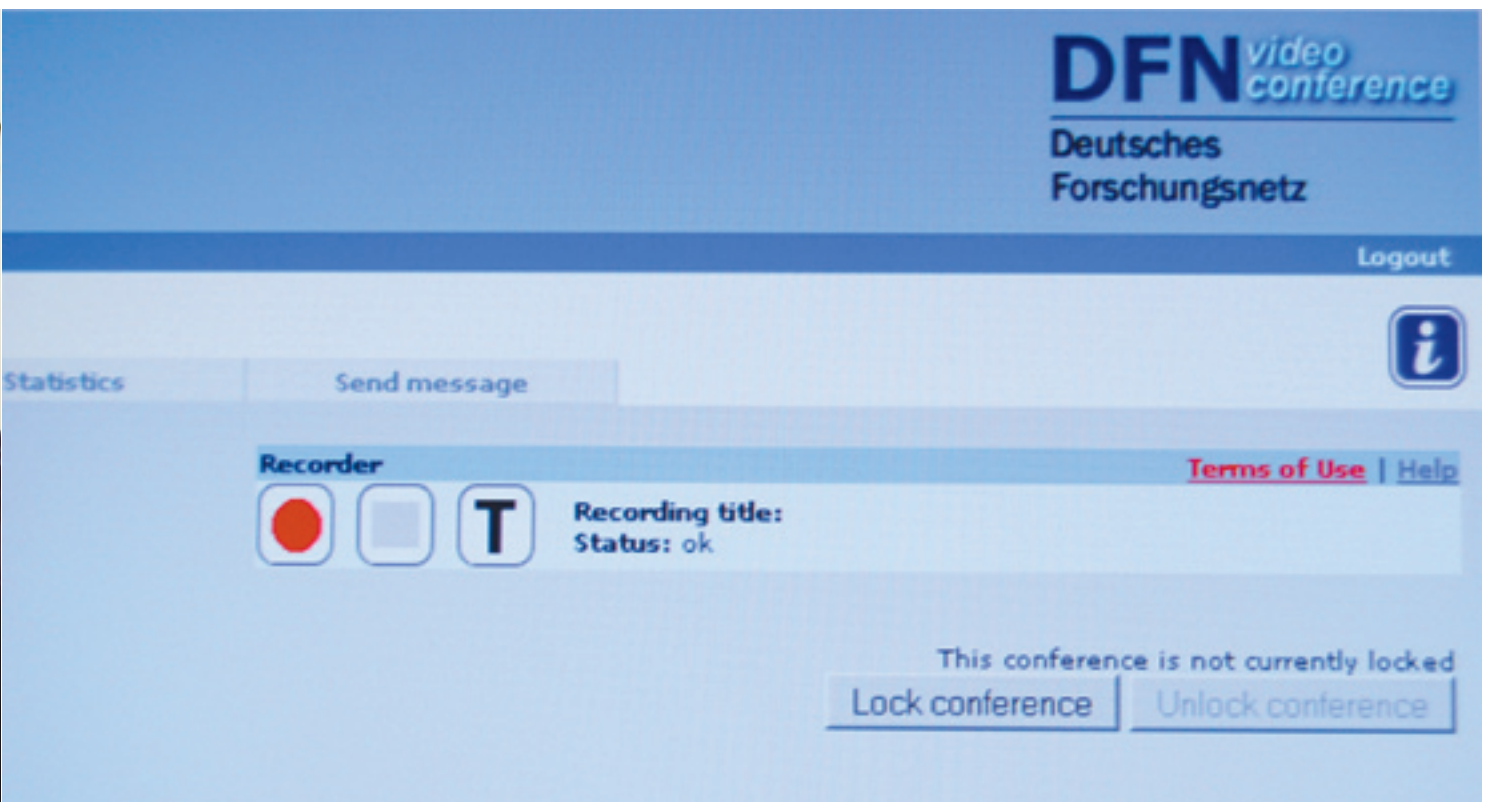 DFN video
conference
Deutsches
Forschungsnetz
Logout
i
Statistics
Send message
Recorder
Terms of Use | Help
T
Recording title:
Status: ok
This conference is not currently locked
Lock conference
Unlock conference